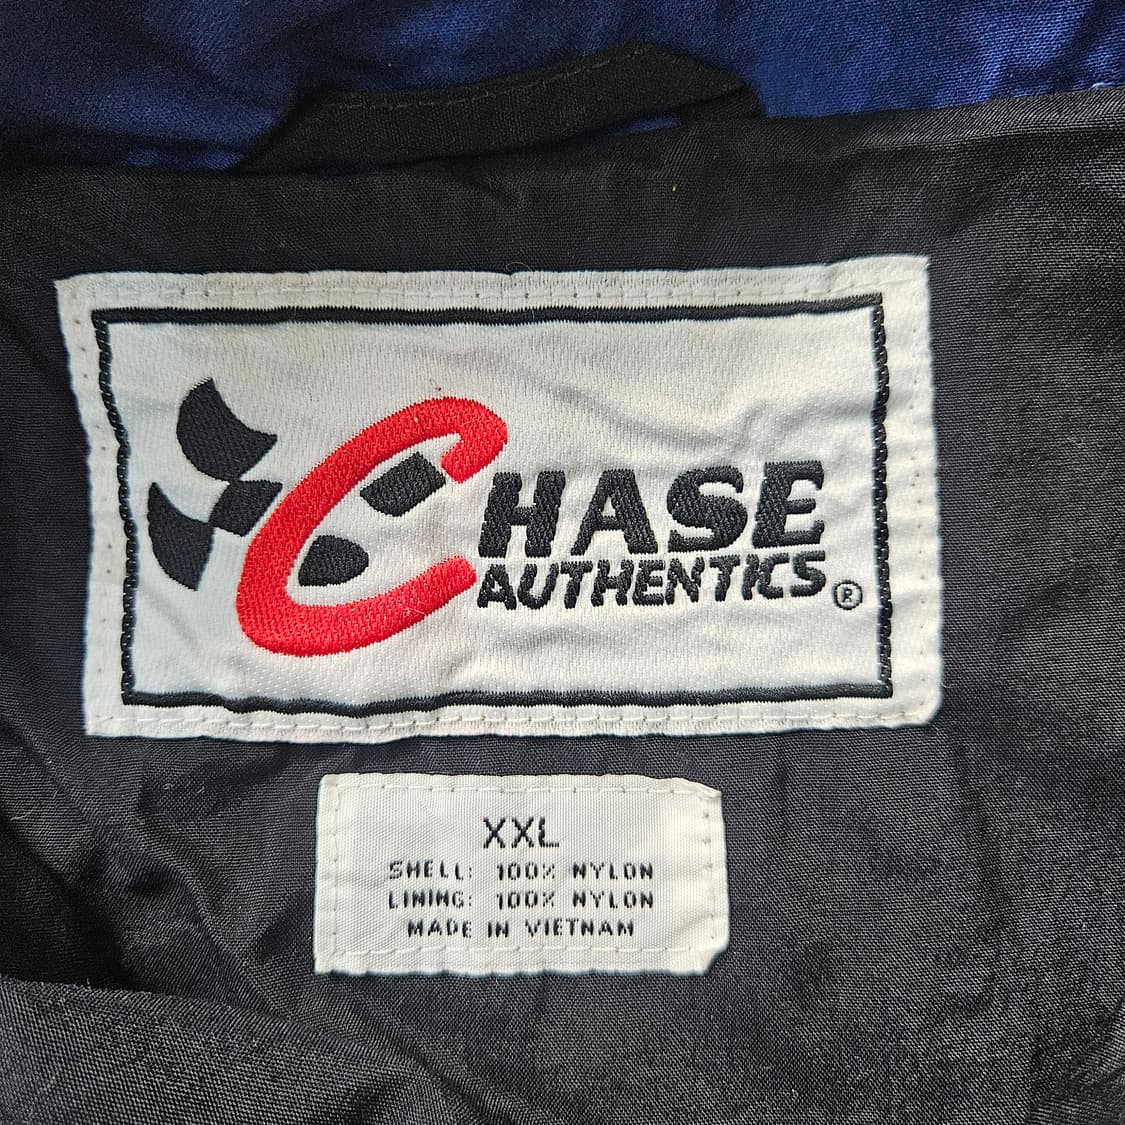 CHASE
AUTHENTICS®
XXL
SHELL: 100% NYLON
LINING: 100% NYLON
MADE IN VIETNAM